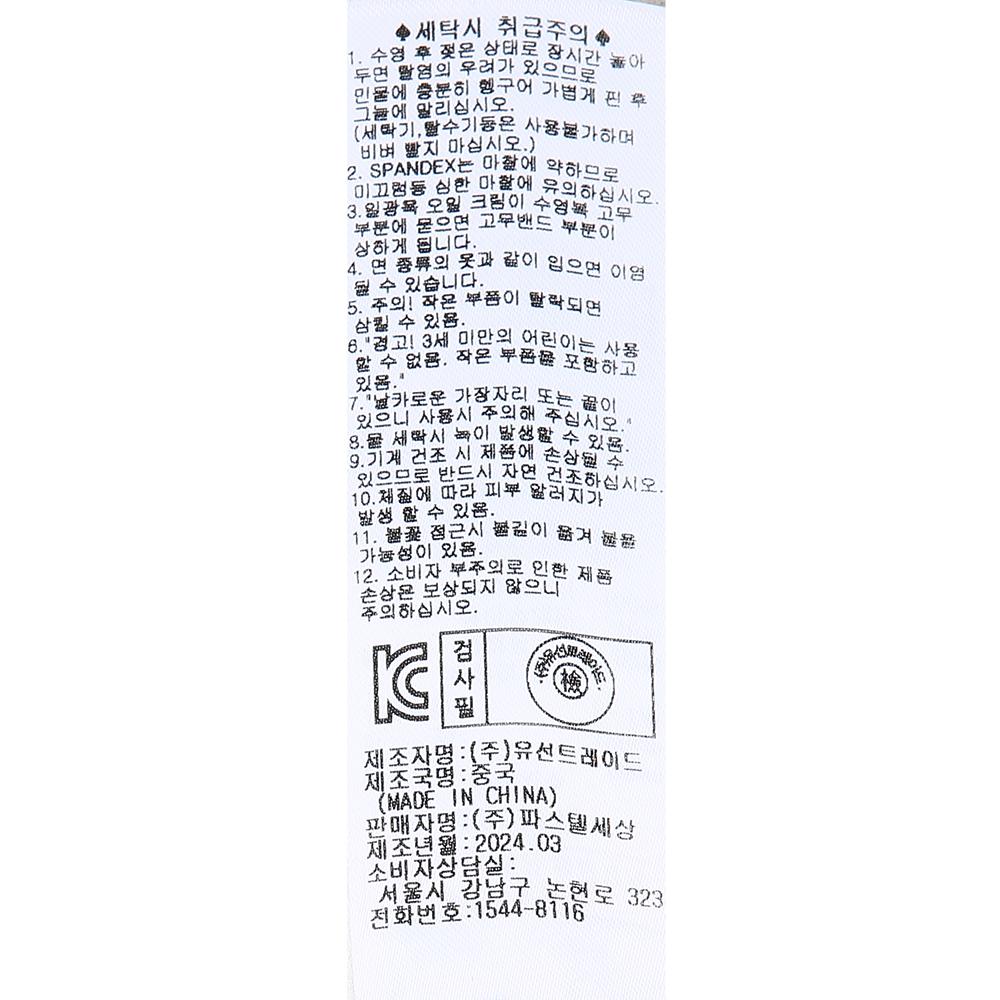 ♠세탁시 취급주의♠
1. 수영 후 젖은 상태로 장시간 놓아
두면 탈염의 우려가 있으므로
민물에 충분히 헹구어 가볍게 핀 후
그늘에 말리십시오.
(세탁기,탈수기등은 사용불가하며
비벼 빨지 마십시오.)
2. SPANDEX는 마찰에 약하므로
미끄럼등 심한 마찰에 유의하십시오.
3.일광욕 오일 크림이 수영복 고무
부분에 묻으면 고무밴드 부분이
상하게 됩니다.
4. 면 종류의 옷과 같이 입으면 이염
될 수 있습니다.
5. 주의! 작은 부품이 탈락되면
삼킬 수 있음.
6."경고! 3세 미만의 어린이는 사용
할 수 없음. 작은 부품을 포함하고
있음."
7."날카로운 가장자리 또는 끝이
있으니 사용시 주의해 주십시오."
8.물 세탁시 녹이 발생할 수 있음.
9.기계 건조 시 제품에 손상될 수
있으므로 반드시 자연 건조하십시오.
10.체질에 따라 피부 알러지가
발생 할 수 있음.
11. 불꽃 접근시 불길이 옮겨 붙을
가능성이 있음.
12. 소비자 부주의로 인한 제품
손상은 보상되지 않으니
주의하십시오.
KC
검사필
(주)유선트레이드
檢
제조자명:(주)유선트레이드
제조국명:중국
(MADE IN CHINA)
판매자명:(주)파스텔세상
제조년월:2024.03
소비자상담실:
서울시 강남구 논현로 323
전화번호:1544-8116